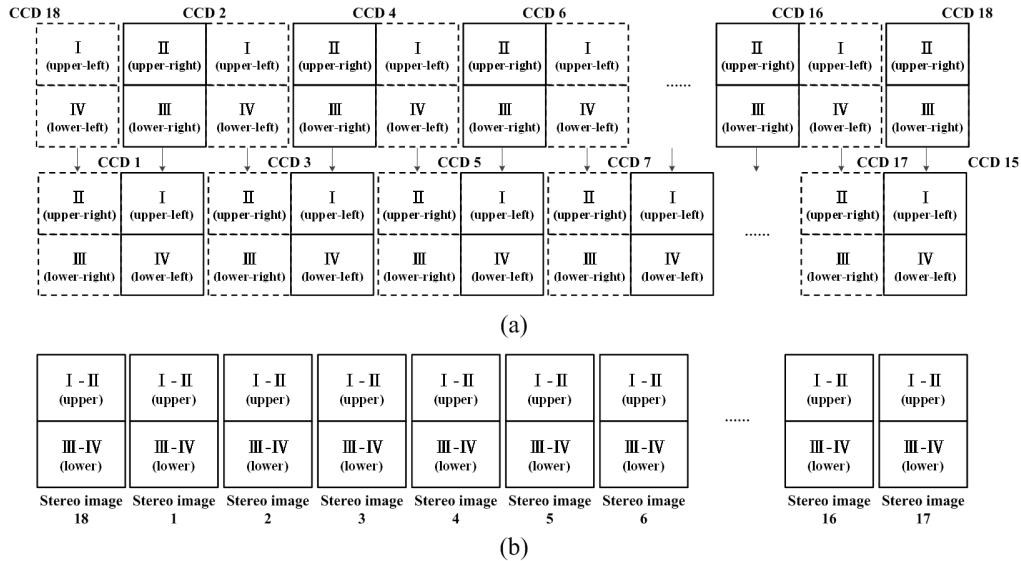 CCD 18 CCD 2 CCD 4 CCD 6 CCD 16 CCD 18
I II I II I II I II I II
(upper-left) (upper-right) (upper-left) (upper-right) (upper-left) (upper-right) (upper-left) (upper-right) (upper-left) (upper-right)
......
IV III IV III IV III IV III IV III
(lower-left) (lower-right) (lower-left) (lower-right) (lower-left) (lower-right) (lower-left) (lower-right) (lower-left) (lower-right)
CCD 1 CCD 3 CCD 5 CCD 7 CCD 17 CCD 15
II I II I II I II I II I
(upper-right) (upper-left) (upper-right) (upper-left) (upper-right) (upper-left) (upper-right) (upper-left) (upper-right) (upper-left)
......
III IV III IV III IV III IV III IV
(lower-right) (lower-left) (lower-right) (lower-left) (lower-right) (lower-left) (lower-right) (lower-left) (lower-right) (lower-left)
(a)
I-II I-II I-II I-II I-II I-II I-II I-II I-II
(upper) (upper) (upper) (upper) (upper) (upper) (upper) (upper) (upper)
......
III-IV III-IV III-IV III-IV III-IV III-IV III-IV III-IV III-IV
(lower) (lower) (lower) (lower) (lower) (lower) (lower) (lower) (lower)
Stereo image Stereo image Stereo image Stereo image Stereo image Stereo image Stereo image Stereo image Stereo image
18 1 2 3 4 5 6 16 17
(b)